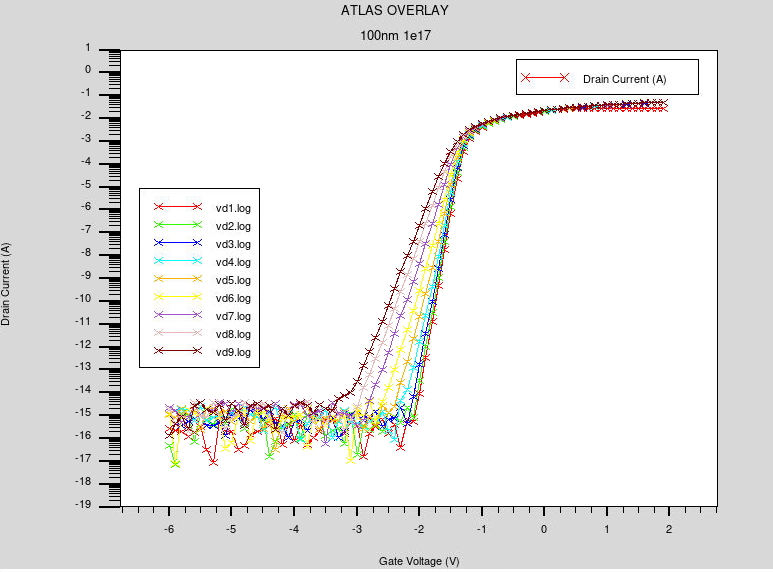 ATLAS OVERLAY
100nm 1e17
Drain Current (A)
1
0
-1
-2
-3
-4
-5
-6
-7
-8
-9
-10
-11
-12
-13
-14
-15
-16
-17
-18
-19
Drain Current (A)
vd1.log
vd2.log
vd3.log
vd4.log
vd5.log
vd6.log
vd7.log
vd8.log
vd9.log
-6 -5 -4 -3 -2 -1 0 1 2
Gate Voltage (V)